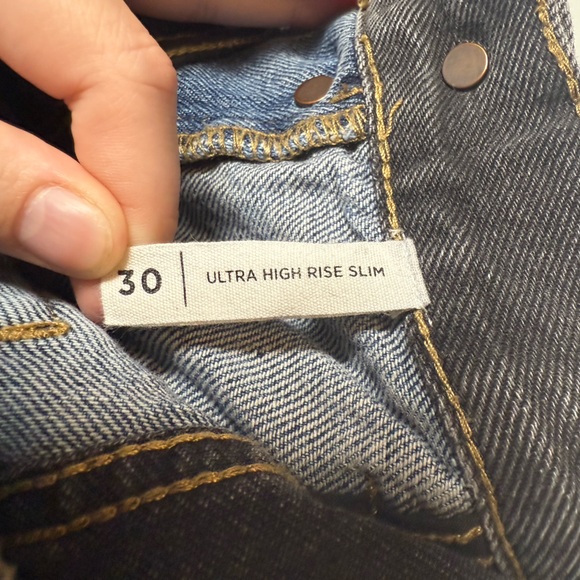 30 | ULTRA HIGH RISE SLIM